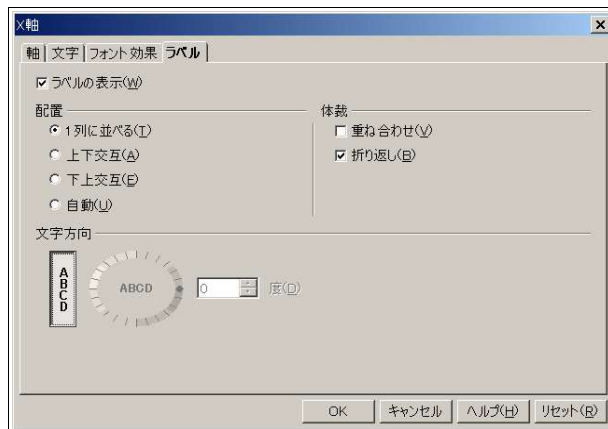 X軸
軸 文字 フォント効果 ラベル
ラベルの表示(W)
配置
1列に並べる(T)
上下交互(A)
下上交互(E)
自動(U)
体裁
重ね合わせ(V)
折り返し(B)
文字方向
ABCD
ABCD
0 度(D)
OK キャンセル ヘルプ(H) リセット(R)